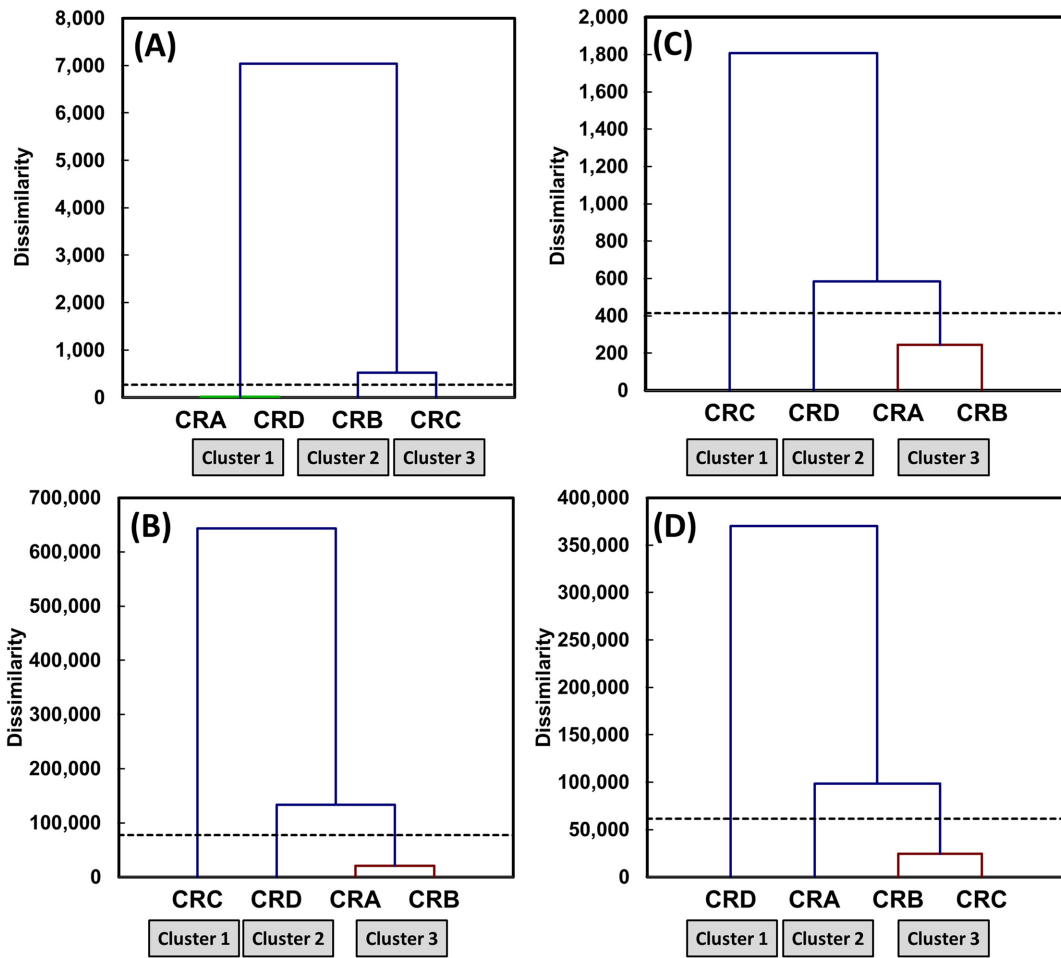 (A)
Dissimilarity
8,000
7,000
6,000
5,000
4,000
3,000
2,000
1,000
0
CRA CRD CRB CRC
Cluster 1 Cluster 2 Cluster 3
(C)
Dissimilarity
2,000
1,800
1,600
1,400
1,200
1,000
800
600
400
200
0
CRC CRD CRA CRB
Cluster 1 Cluster 2 Cluster 3
(B)
Dissimilarity
700,000
600,000
500,000
400,000
300,000
200,000
100,000
0
CRC CRD CRA CRB
Cluster 1 Cluster 2 Cluster 3
(D)
Dissimilarity
400,000
350,000
300,000
250,000
200,000
150,000
100,000
50,000
0
CRD CRA CRB CRC
Cluster 1 Cluster 2 Cluster 3